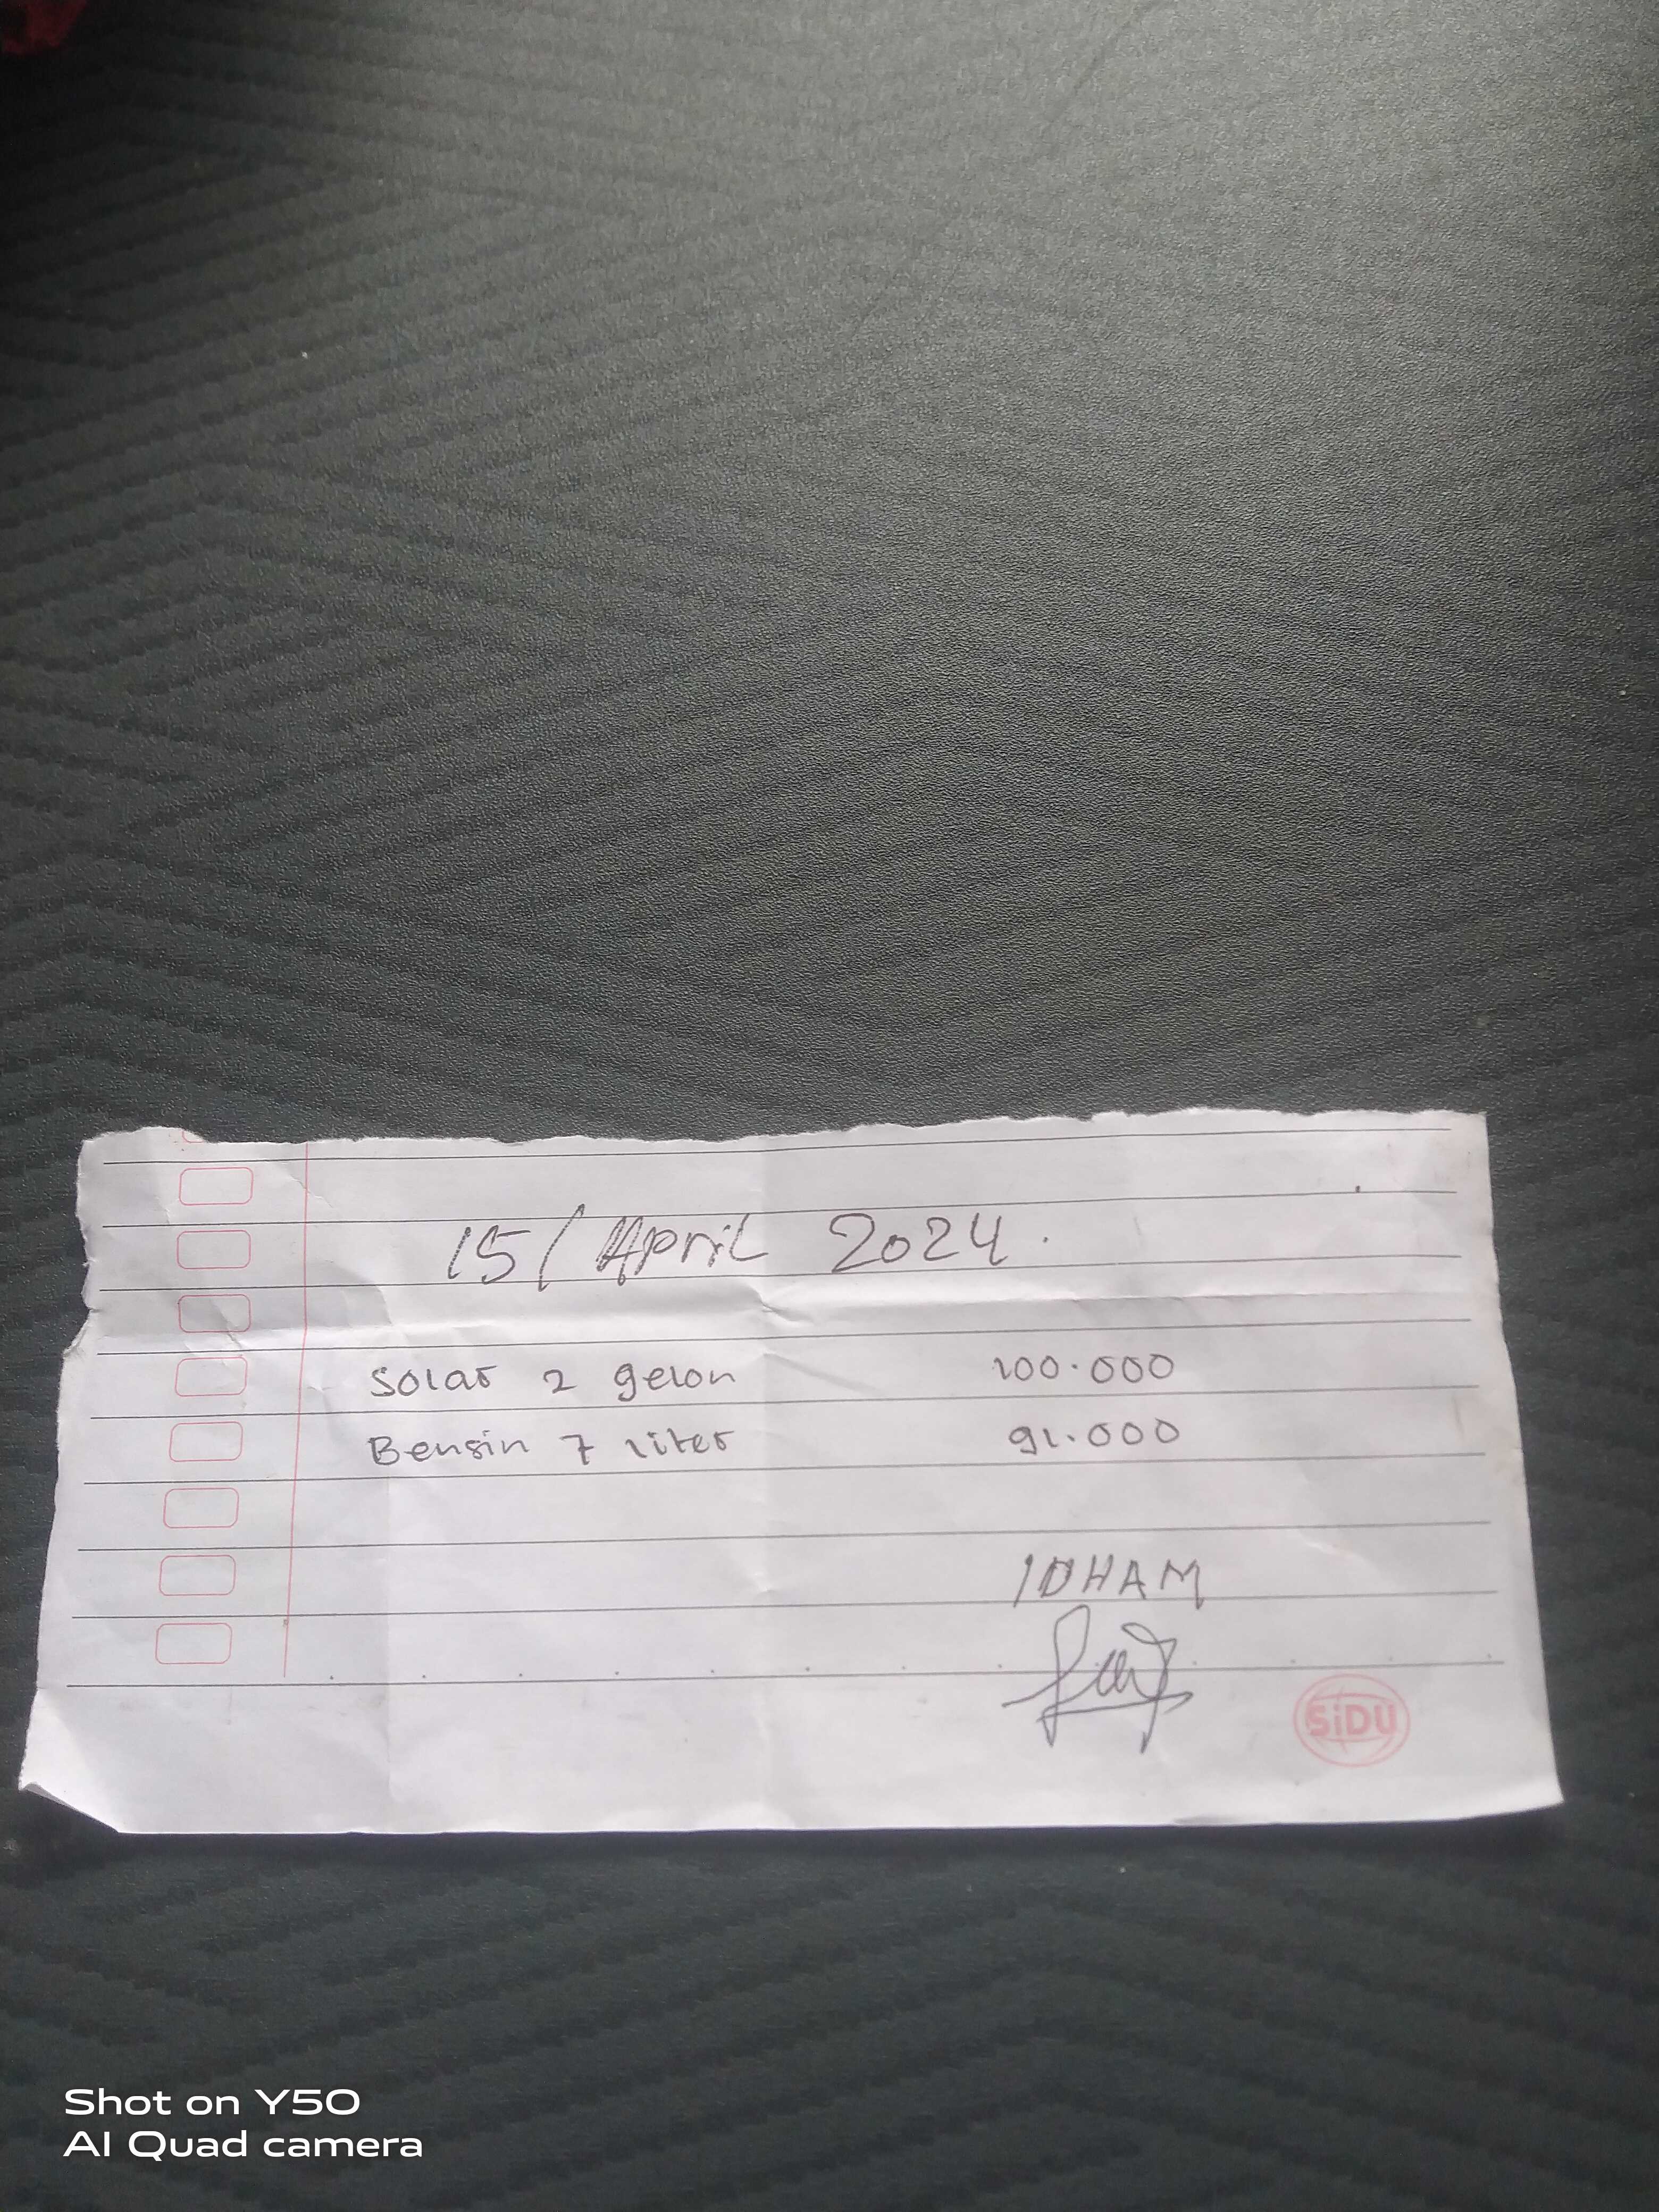 15/ April 2024.
Solar 2 gelon 100.000
Bensin 7 liter 91.000
IDHAM
SiDU
Shot on Y50
AI Quad camera